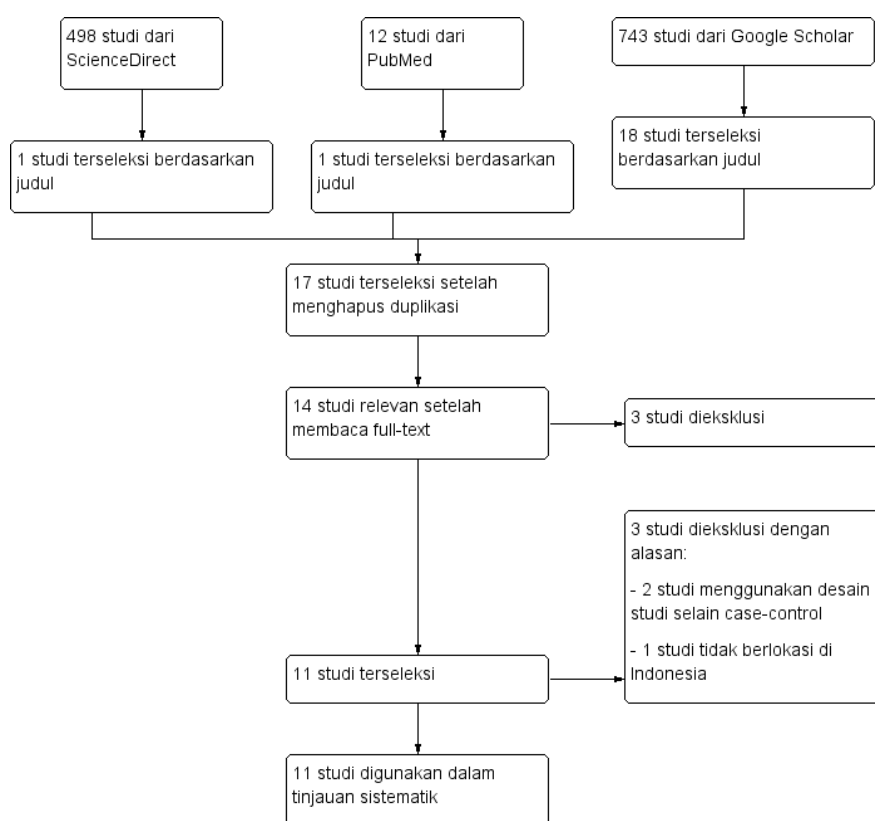 498 studi dari
ScienceDirect
12 studi dari
PubMed
743 studi dari Google Scholar
1 studi terseleksi berdasarkan
judul
1 studi terseleksi berdasarkan
judul
18 studi terseleksi
berdasarkan judul
17 studi terseleksi setelah
menghapus duplikasi
14 studi relevan setelah
membaca full-text
3 studi dieksklusi
3 studi dieksklusi dengan
alasan:
- 2 studi menggunakan desain
studi selain case-control
- 1 studi tidak berlokasi di
Indonesia
11 studi terseleksi
11 studi digunakan dalam
tinjauan sistematik